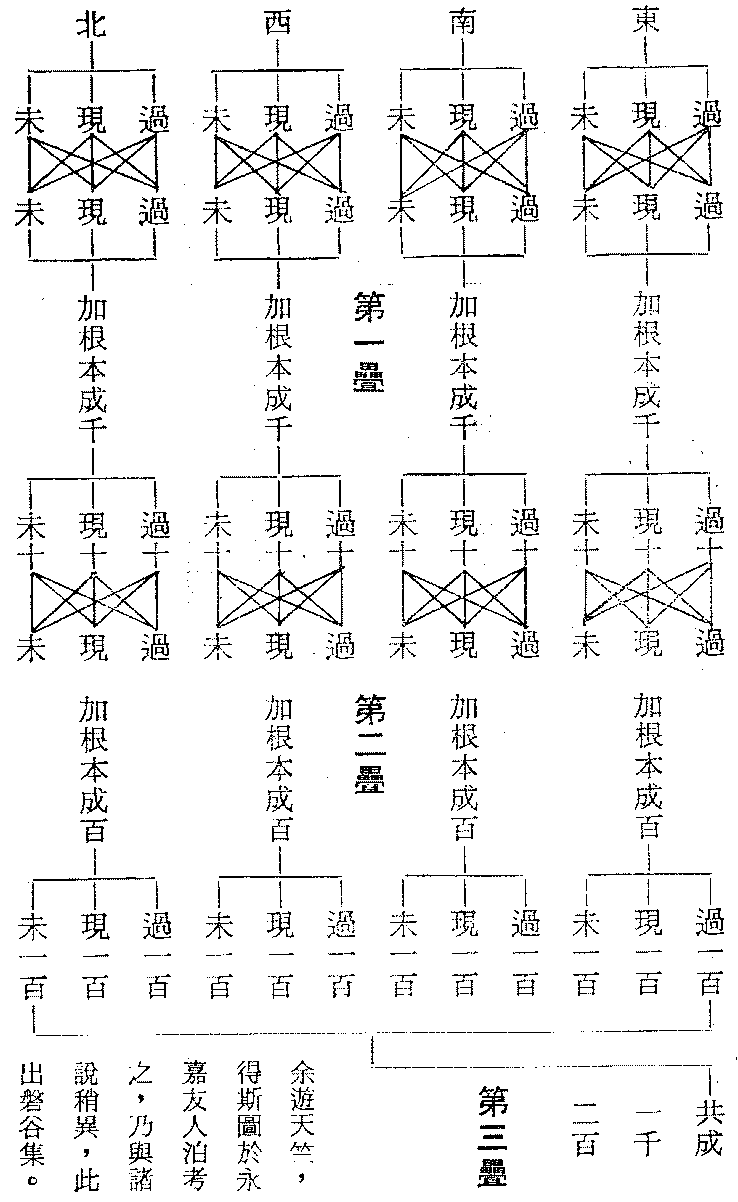 東 南 西 北
過 現 未 過 現 未 過 現 未 過 現 未
過 現 未 過 現 未 過 現 未 過 現 未
加根本成千
加根本成千
第一疊
加根本成千
加根本成千
過十 現十 未十 過十 現十 未十 過十 現十 未十 過十 現十 未十
過 現 未 過 現 未 過 現 未 過 現 未
加根本成百
加根本成百
第二疊
加根本成百
加根本成百
過一百 現一百 未一百 過一百 現一百 未一百 過一百 現一百 未一百 過一百 現一百 未一百
共成
一千
二百
第三疊
余遊天竺，
得斯圖於永
嘉友人泊考
之，乃與諸
說稍異，此
出磐谷集。